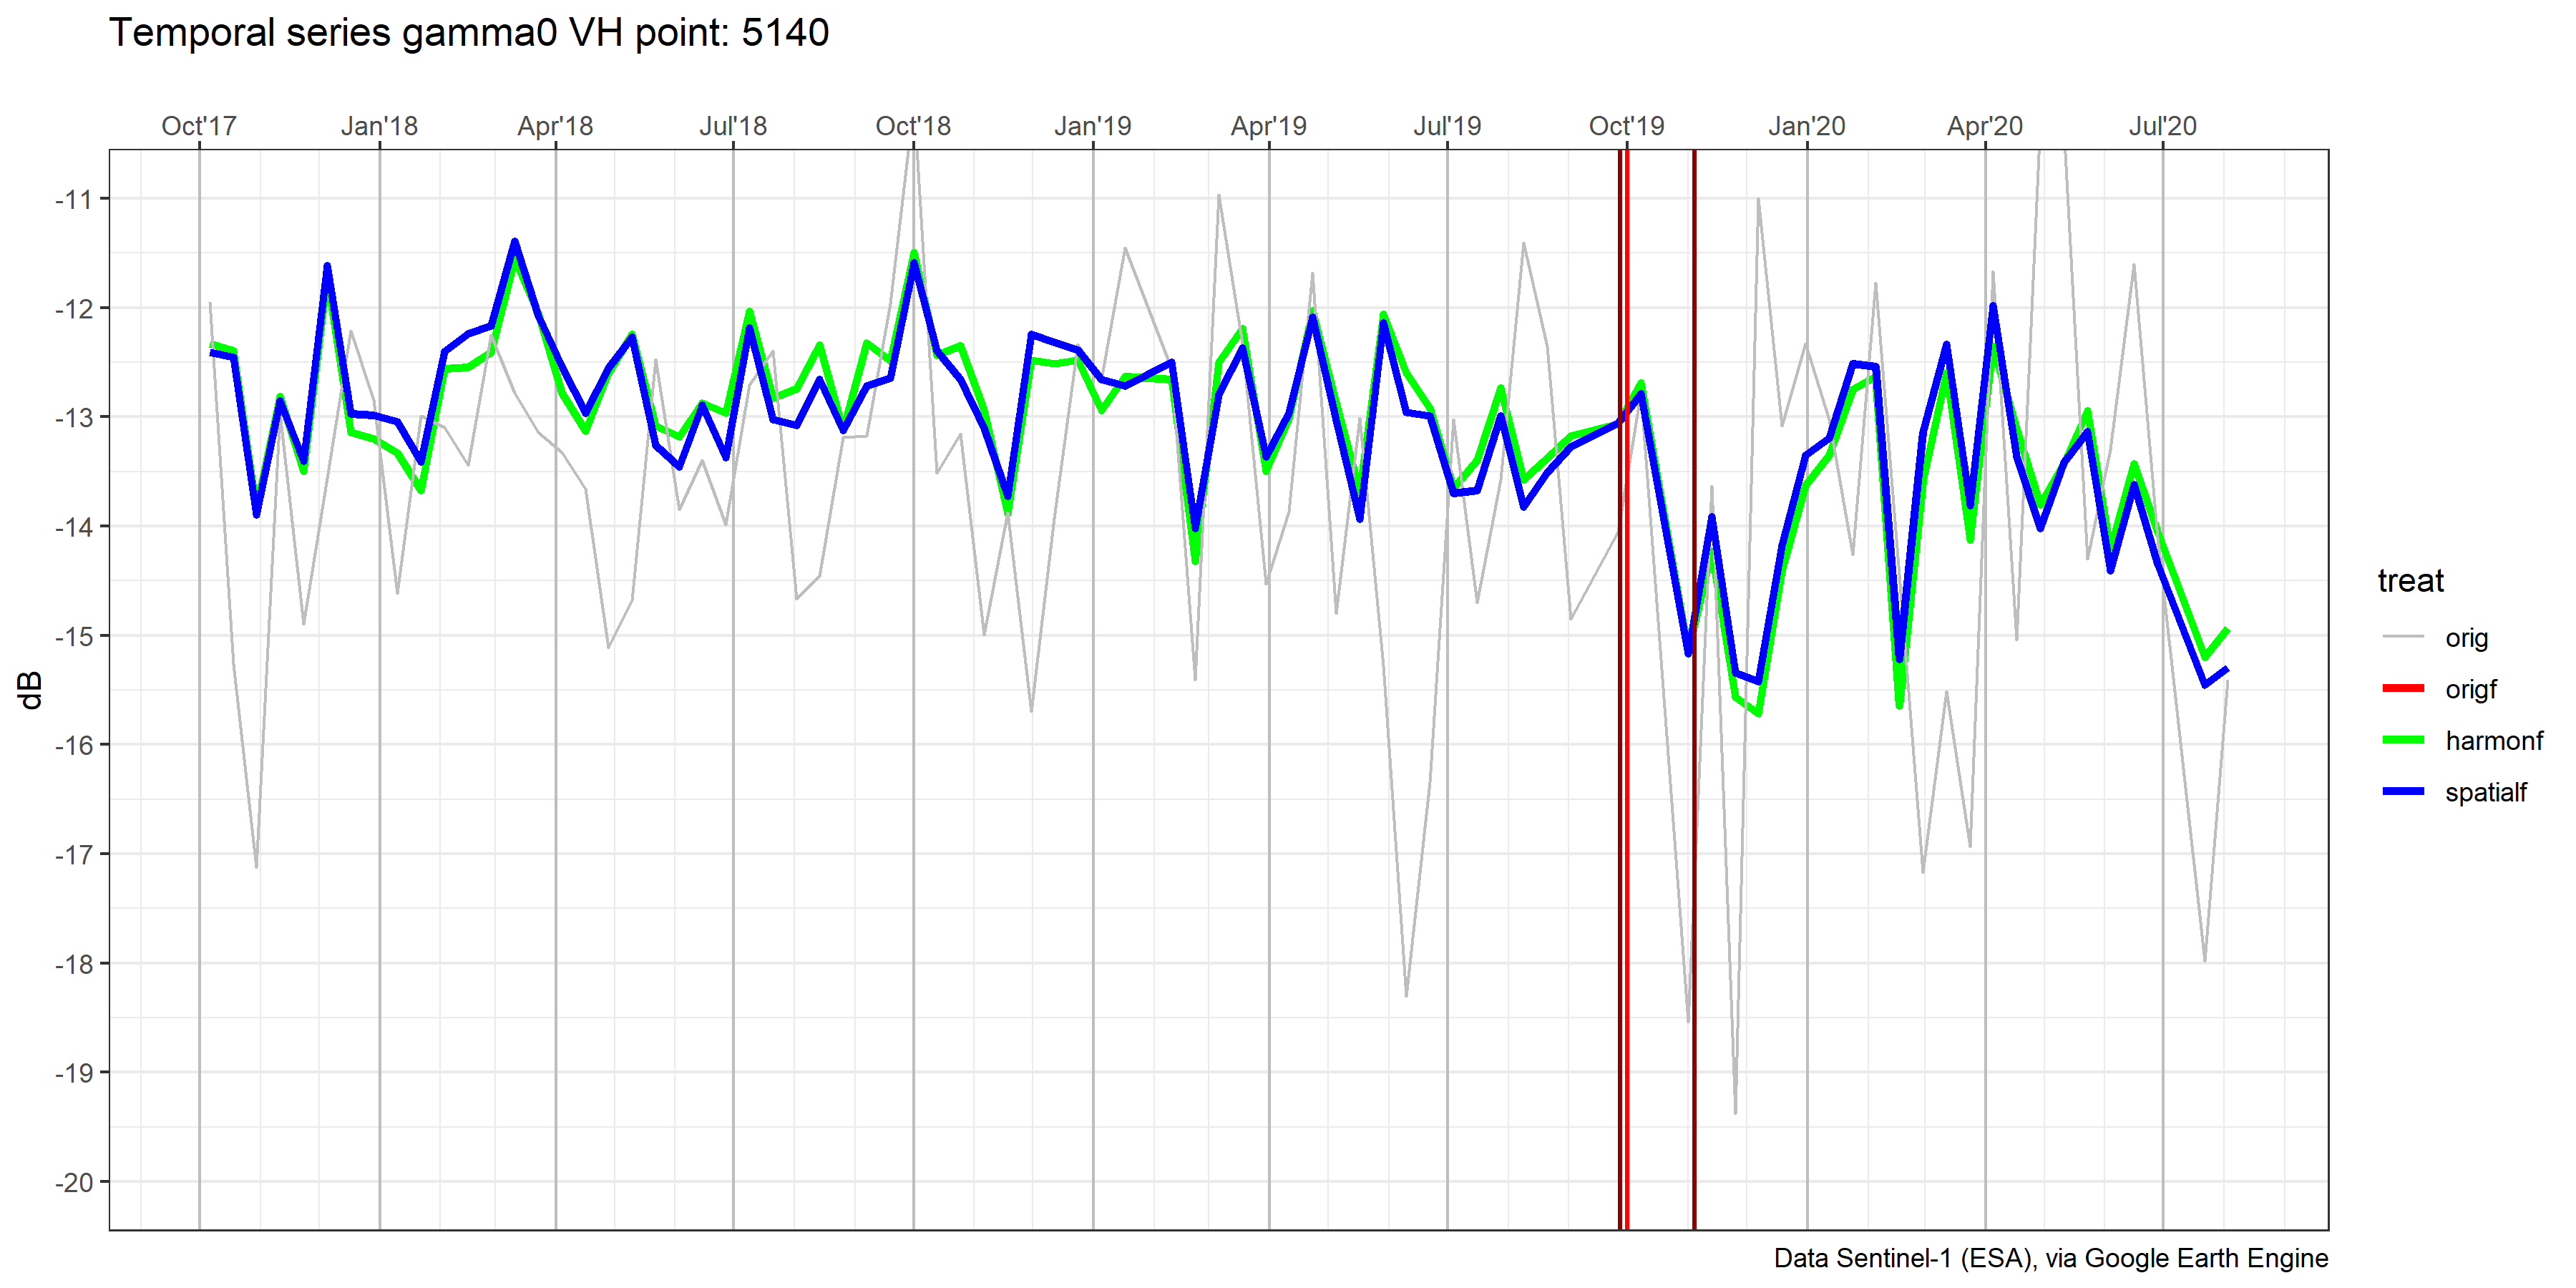 Temporal series gamma0 VH point: 5140
Oct'17 Jan'18 Apr'18 Jul'18 Oct'18 Jan'19 Apr'19 Jul'19 Oct'19 Jan'20 Apr'20 Jul'20
-11
-12
-13
-14
-15
-16
-17
-18
-19
-20
dB
treat
orig
origf
harmonf
spatialf
Data Sentinel-1 (ESA), via Google Earth Engine